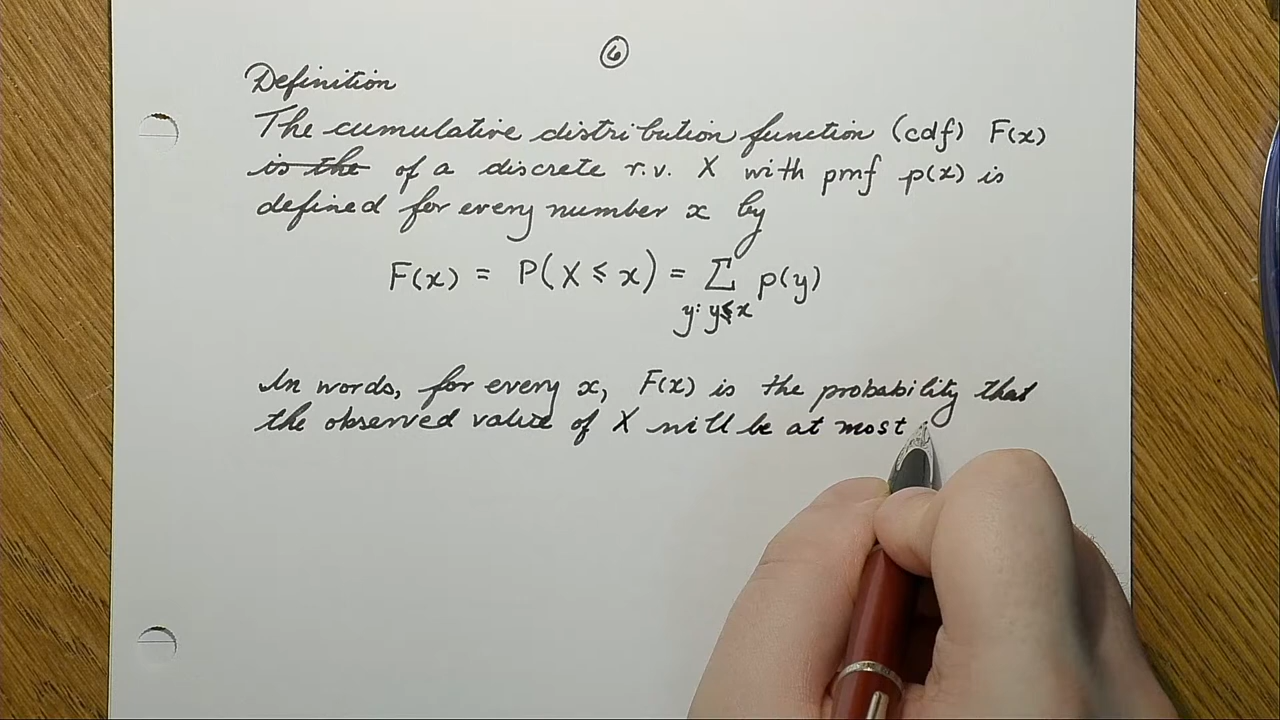 6
Definition
The cumulative distribution function (cdf) F(x)
is the of a discrete r.v. X with pmf p(x) is
defined for every number x by
F(x) = P(X ≤ x) = Σ p(y)
y: y≤x
In words, for every x, F(x) is the probability that
the observed value of X will be at most